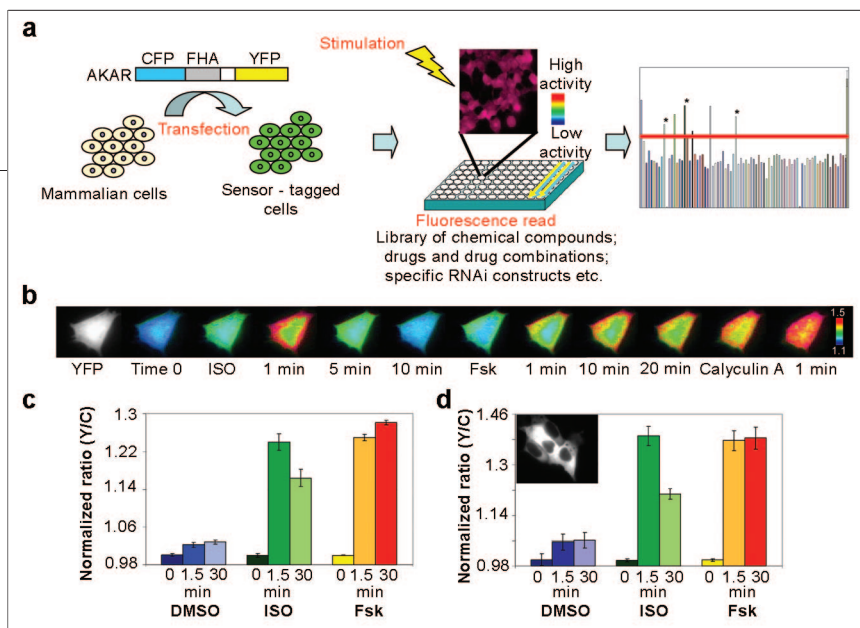 a
CFP FHA YFP
AKAR
Transfection
Mammalian cells
Sensor - tagged
cells
Stimulation
High
activity
Low
activity
Fluorescence read
Library of chemical compounds;
drugs and drug combinations;
specific RNAi constructs etc.
* * *
b
1.5
1.1
YFP Time 0 ISO 1 min 5 min 10 min Fsk 1 min 10 min 20 min Calyculin A 1 min
c
Normalized ratio (Y/C)
1.3
1.22
1.14
1.06
0.98
0 1.5 30 0 1.5 30 0 1.5 30
min min min
DMSO ISO Fsk
d
Normalized ratio (Y/C)
1.46
1.3
1.14
0.98
0 1.5 30 0 1.5 30 0 1.5 30
min min min
DMSO ISO Fsk